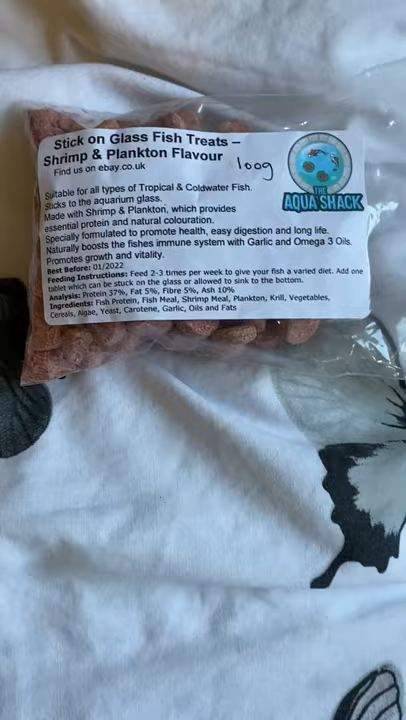 Stick on Glass Fish Treats –
Shrimp & Plankton Flavour
100g
Find us on ebay.co.uk
THE
AQUA SHACK
Suitable for all types of Tropical & Coldwater Fish.
Sticks to the aquarium glass.
Made with Shrimp & Plankton, which provides
essential protein and natural colouration.
Specially formulated to promote health, easy digestion and long life.
Naturally boosts the fishes immune system with Garlic and Omega 3 Oils.
Promotes growth and vitality.
Best Before: 01/2022
Feeding Instructions: Feed 2-3 times per week to give your fish a varied diet. Add one
tablet which can be stuck on the glass or allowed to sink to the bottom.
Analysis: Protein 37%, Fat 5%, Fibre 5%, Ash 10%
Ingredients: Fish Protein, Fish Meal, Shrimp Meal, Plankton, Krill, Vegetables,
Cereals, Algae, Yeast, Carotene, Garlic, Oils and Fats